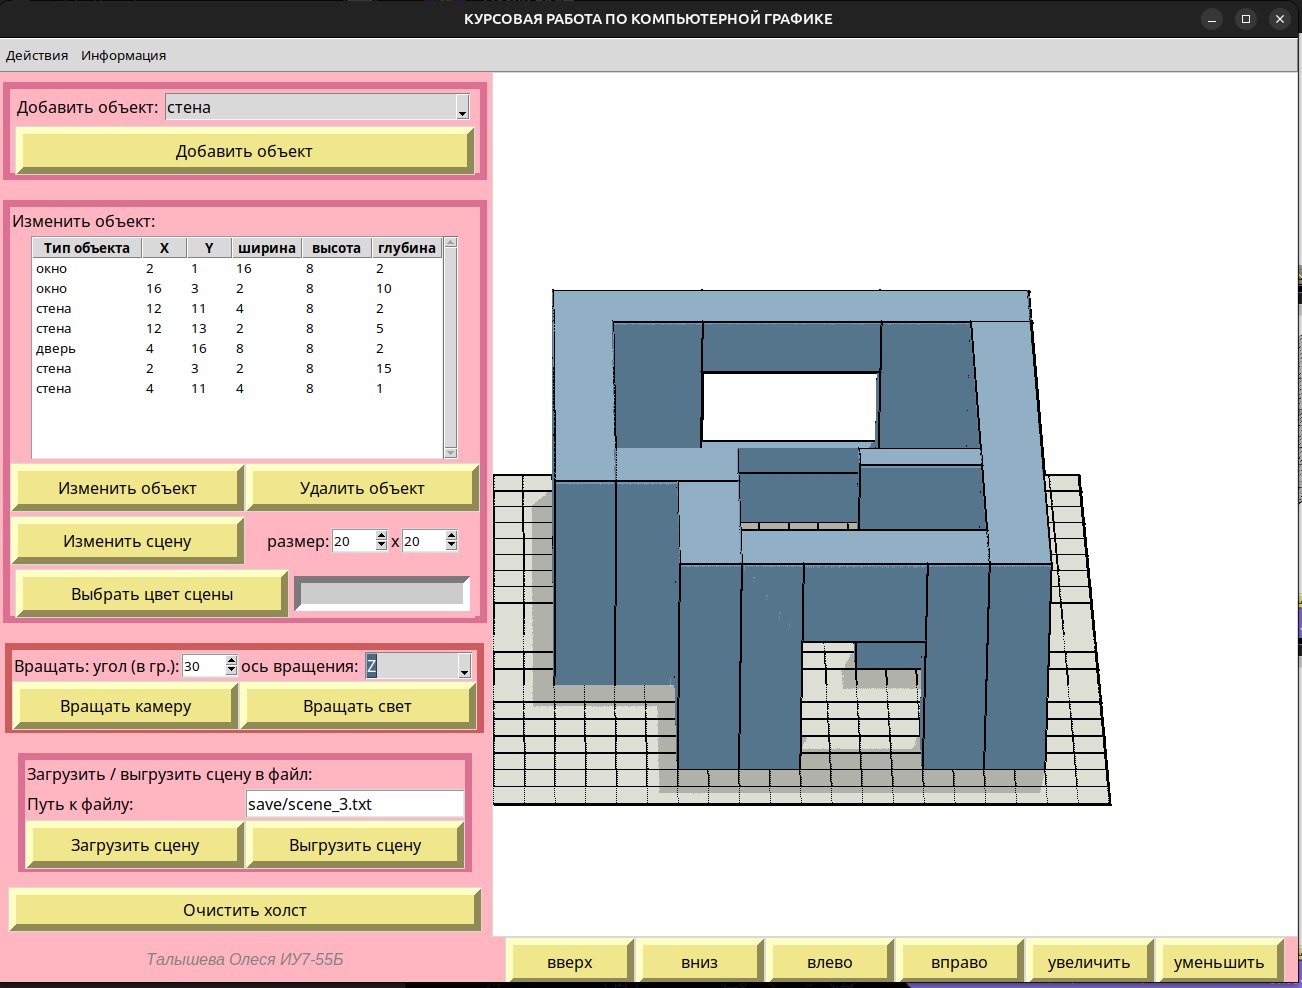 КУРСОВАЯ РАБОТА ПО КОМПЬЮТЕРНОЙ ГРАФИКЕ
Действия Информация
Добавить объект: стена
Добавить объект
Изменить объект:
Тип объекта X Y ширина высота глубина
окно 2 1 16 8 2
окно 16 3 2 8 10
стена 12 11 4 8 2
стена 12 13 2 8 5
дверь 4 16 8 8 2
стена 2 3 2 8 15
стена 4 11 4 8 1
Изменить объект Удалить объект
Изменить сцену размер: 20 x 20
Выбрать цвет сцены
Вращать: угол (в гр.): 30 ось вращения: Z
Вращать камеру Вращать свет
Загрузить / выгрузить сцену в файл:
Путь к файлу: save/scene_3.txt
Загрузить сцену Выгрузить сцену
Очистить холст
Талышева Олеся ИУ7-55Б
вверх вниз влево вправо увеличить уменьшить